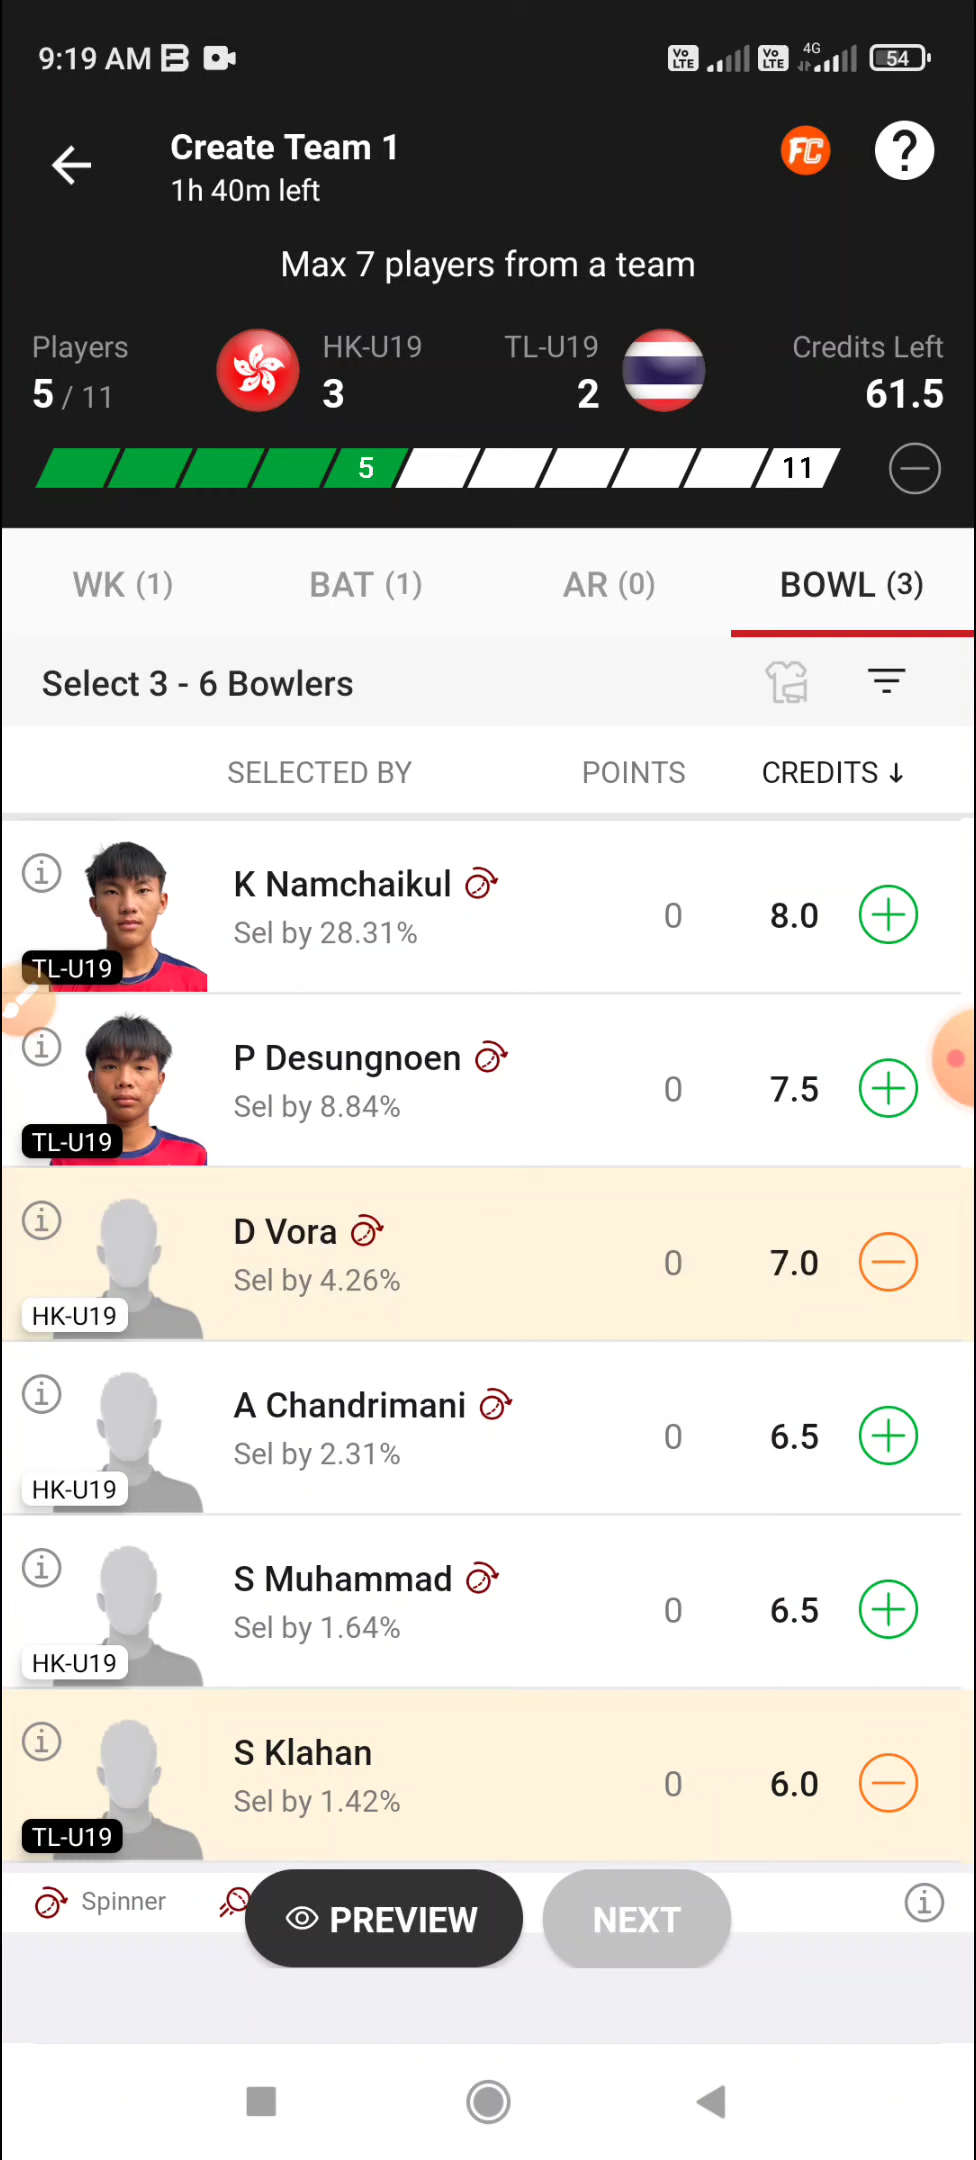 9:19 AM
Vo LTE Vo LTE 4G 54
Create Team 1
FC ?
1h 40m left
Max 7 players from a team
Players HK-U19 TL-U19 Credits Left
5 / 11 3 2 61.5
5 11
WK (1) BAT (1) AR (0) BOWL (3)
Select 3 - 6 Bowlers
SELECTED BY POINTS CREDITS ↓
K Namchaikul
Sel by 28.31% 0 8.0
TL-U19
P Desungnoen
Sel by 8.84% 0 7.5
TL-U19
D Vora
Sel by 4.26% 0 7.0
HK-U19
A Chandrimani
Sel by 2.31% 0 6.5
HK-U19
S Muhammad
Sel by 1.64% 0 6.5
HK-U19
S Klahan
Sel by 1.42% 0 6.0
TL-U19
Spinner PREVIEW NEXT